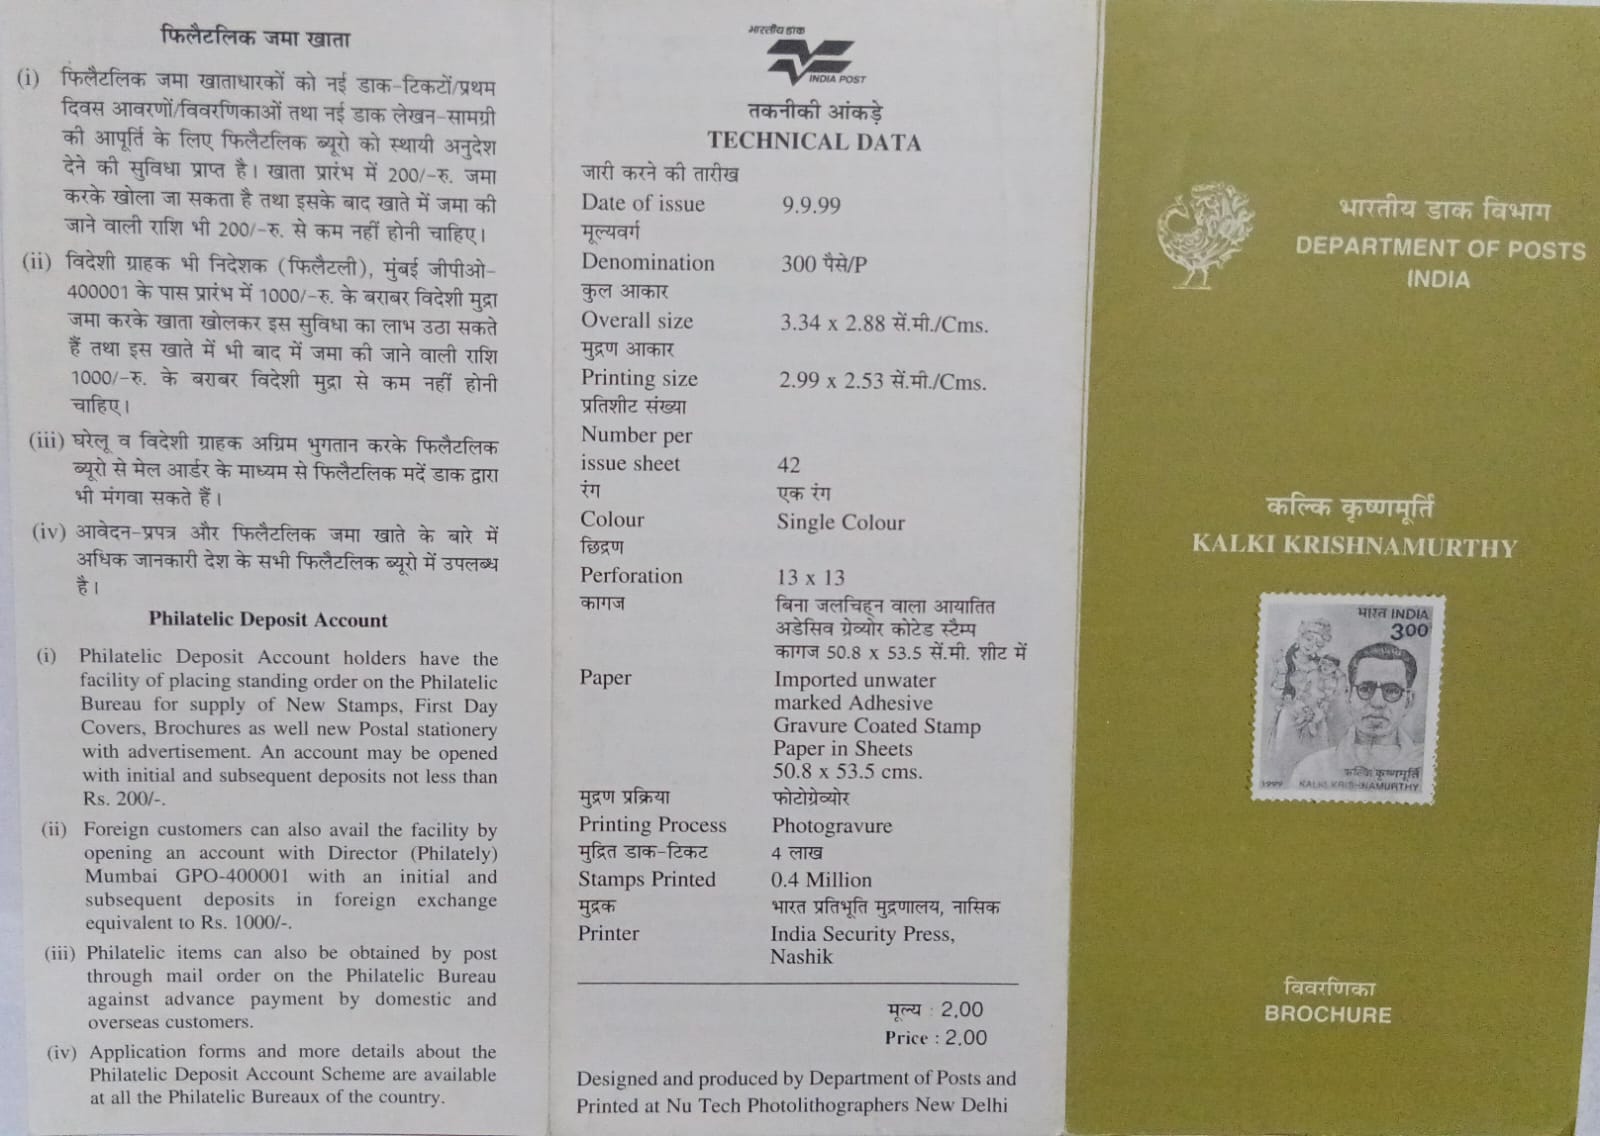 फिलैटलिक जमा खाता
(i) फिलैटलिक जमा खाताधारकों को नई डाक-टिकटों/प्रथम
दिवस आवरणों/विवरणिकाओं तथा नई डाक लेखन-सामग्री
की आपूर्ति के लिए फिलैटलिक ब्यूरो को स्थायी अनुदेश
देने की सुविधा प्राप्त है। खाता प्रारंभ में 200/-रु. जमा
करके खोला जा सकता है तथा इसके बाद खाते में जमा की
जाने वाली राशि भी 200/-रु. से कम नहीं होनी चाहिए।
(ii) विदेशी ग्राहक भी निदेशक (फिलैटली), मुंबई जीपीओ-
400001 के पास प्रारंभ में 1000/-रु. के बराबर विदेशी मुद्रा
जमा करके खाता खोलकर इस सुविधा का लाभ उठा सकते
हैं तथा इस खाते में भी बाद में जमा की जाने वाली राशि
1000/-रु. के बराबर विदेशी मुद्रा से कम नहीं होनी
चाहिए।
(iii) घरेलू व विदेशी ग्राहक अग्रिम भुगतान करके फिलैटलिक
ब्यूरो से मेल आर्डर के माध्यम से फिलैटलिक मदें डाक द्वारा
भी मंगवा सकते हैं।
(iv) आवेदन-प्रपत्र और फिलैटलिक जमा खाते के बारे में
अधिक जानकारी देश के सभी फिलैटलिक ब्यूरो में उपलब्ध
है।
Philatelic Deposit Account
(i) Philatelic Deposit Account holders have the
facility of placing standing order on the Philatelic
Bureau for supply of New Stamps, First Day
Covers, Brochures as well new Postal stationery
with advertisement. An account may be opened
with initial and subsequent deposits not less than
Rs. 200/-.
(ii) Foreign customers can also avail the facility by
opening an account with Director (Philately)
Mumbai GPO-400001 with an initial and
subsequent deposits in foreign exchange
equivalent to Rs. 1000/-.
(iii) Philatelic items can also be obtained by post
through mail order on the Philatelic Bureau
against advance payment by domestic and
overseas customers.
(iv) Application forms and more details about the
Philatelic Deposit Account Scheme are available
at all the Philatelic Bureaux of the country.
भारतीय डाक
INDIA POST
तकनीकी आंकड़े
TECHNICAL DATA
जारी करने की तारीख
Date of issue 9.9.99
मूल्यवर्ग
Denomination 300 पैसे/P
कुल आकार
Overall size 3.34 x 2.88 सें.मी./Cms.
मुद्रण आकार
Printing size 2.99 x 2.53 सें.मी./Cms.
प्रतिशीट संख्या
Number per
issue sheet 42
रंग एक रंग
Colour Single Colour
छिद्रण
Perforation 13 x 13
कागज बिना जलचिह्न वाला आयातित
अडेसिव ग्रेव्योर कोटेड स्टैम्प
कागज 50.8 x 53.5 सें.मी. शीट में
Paper Imported unwater
marked Adhesive
Gravure Coated Stamp
Paper in Sheets
50.8 x 53.5 cms.
मुद्रण प्रक्रिया फोटोग्रेव्योर
Printing Process Photogravure
मुद्रित डाक-टिकट 4 लाख
Stamps Printed 0.4 Million
मुद्रक भारत प्रतिभूति मुद्रणालय, नासिक
Printer India Security Press,
Nashik
मूल्य : 2.00
Price : 2.00
Designed and produced by Department of Posts and
Printed at Nu Tech Photolithographers New Delhi
भारतीय डाक विभाग
DEPARTMENT OF POSTS
INDIA
कल्कि कृष्णमूर्ति
KALKI KRISHNAMURTHY
भारत INDIA
300
कल्कि कृष्णमूर्ति
1999 KALKI KRISHNAMURTHY
विवरणिका
BROCHURE